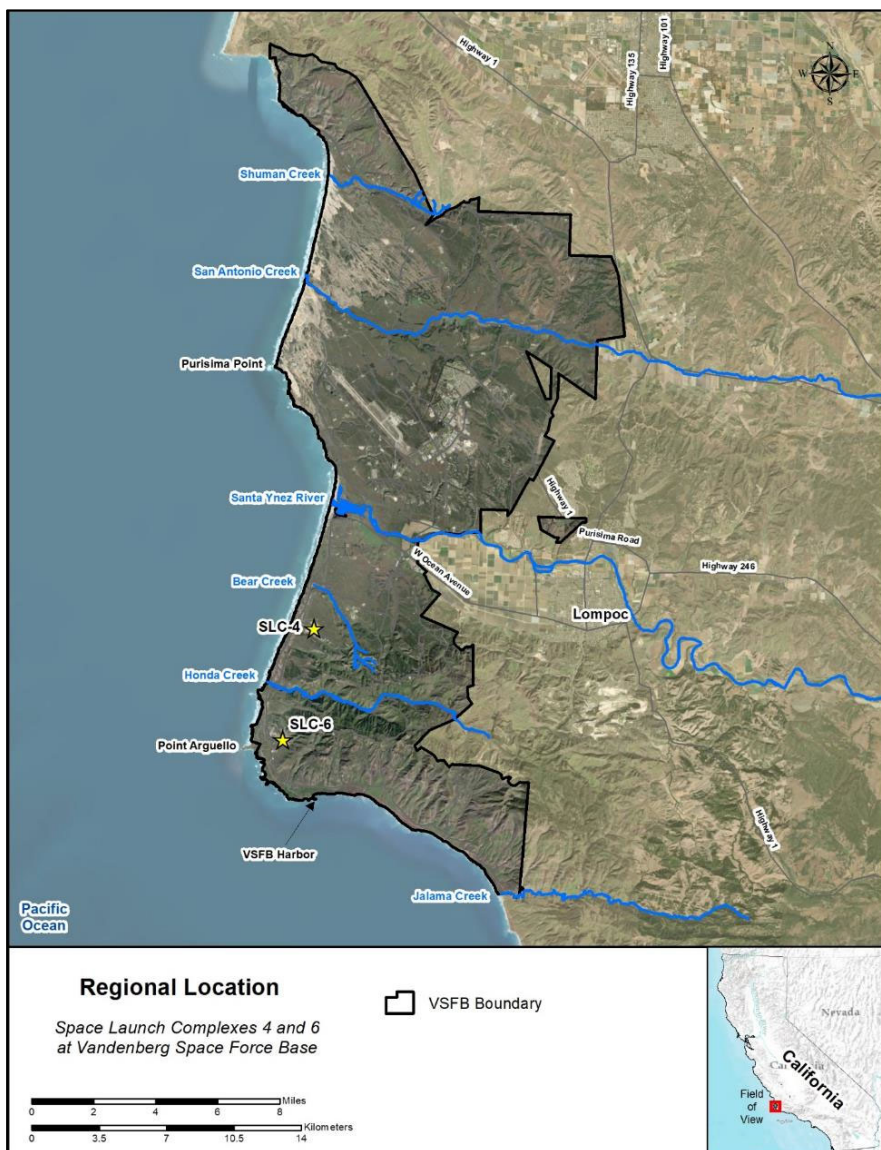 Highway 1
Highway 135
Highway 101
N
W
E
S
Shuman Creek
San Antonio Creek
Purisima Point
Santa Ynez River
Highway 1
Purisima Road
W Ocean Avenue
Highway 246
Bear Creek
Lompoc
SLC-4
Honda Creek
SLC-6
Point Arguello
Highway 1
VSFB Harbor
Jalama Creek
Pacific
Ocean
Regional Location
Space Launch Complexes 4 and 6
at Vandenberg Space Force Base
VSFB Boundary
Miles
0 2 4 6 8
Kilometers
0 3.5 7 10.5 14
Nevada
California
Field
of
View